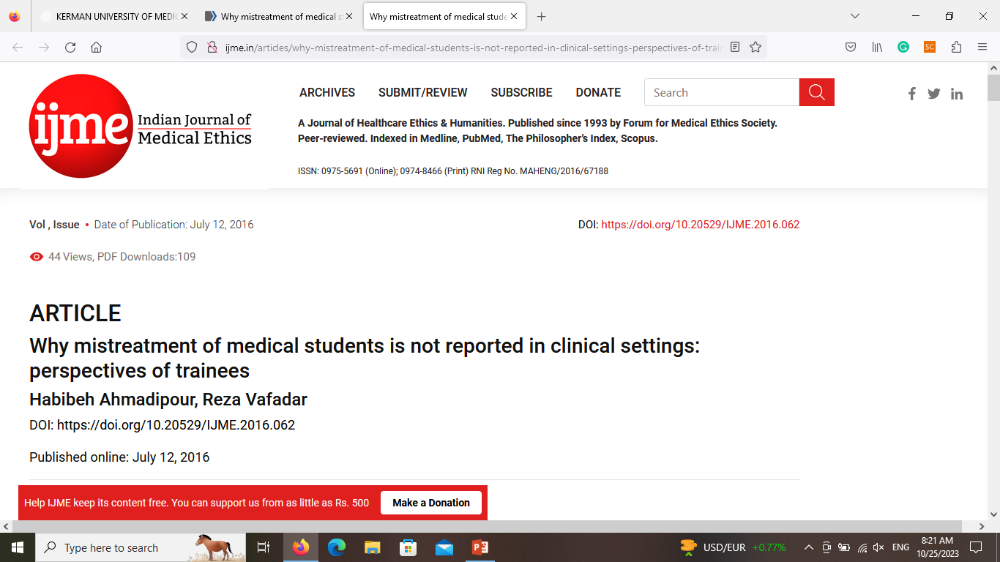 KERMAN UNIVERSITY OF MEDIC
Why mistreatment of medical st
Why mistreatment of medical stude
ijme.in/articles/why-mistreatment-of-medical-students-is-not-reported-in-clinical-settings-perspectives-of-train
SC
ijme
Indian Journal of
Medical Ethics
ARCHIVES
SUBMIT/REVIEW
SUBSCRIBE
DONATE
Search
A Journal of Healthcare Ethics & Humanities. Published since 1993 by Forum for Medical Ethics Society.
Peer-reviewed. Indexed in Medline, PubMed, The Philosopher's Index, Scopus.
ISSN: 0975-5691 (Online); 0974-8466 (Print) RNI Reg No. MAHENG/2016/67188
Vol , Issue • Date of Publication: July 12, 2016
DOI: https://doi.org/10.20529/IJME.2016.062
44 Views, PDF Downloads:109
ARTICLE
Why mistreatment of medical students is not reported in clinical settings:
perspectives of trainees
Habibeh Ahmadipour, Reza Vafadar
DOI: https://doi.org/10.20529/IJME.2016.062
Published online: July 12, 2016
Help IJME keep its content free. You can support us from as little as Rs. 500
Make a Donation
Type here to search
USD/EUR +0.77%
ENG
8:21 AM
10/25/2023